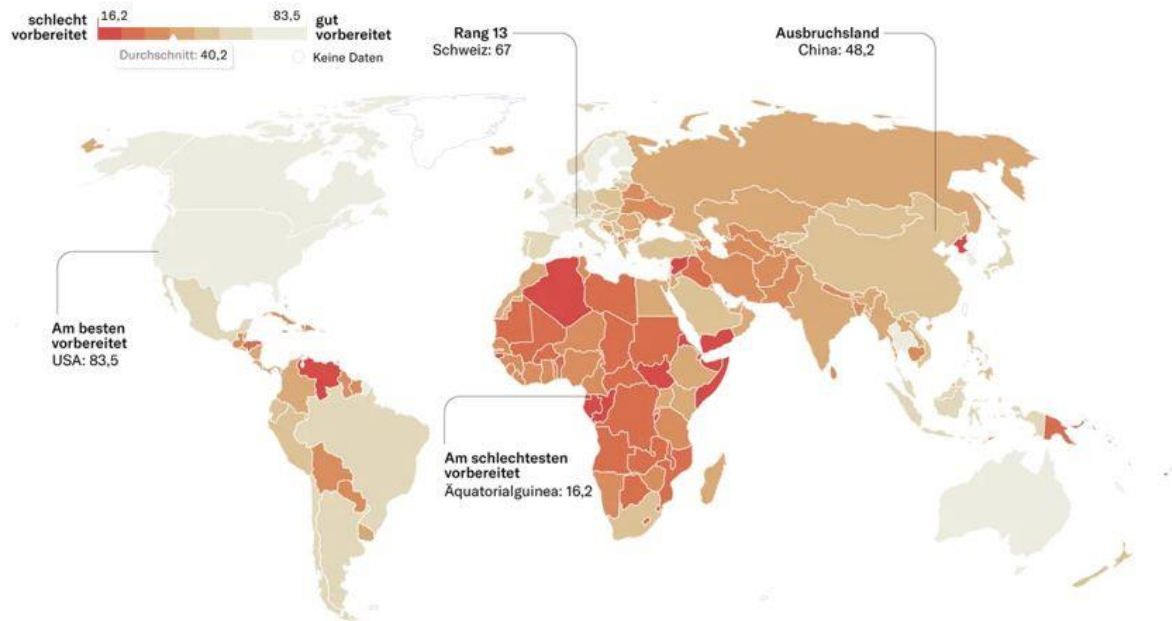 schlecht
vorbereitet
16,2
83,5
gut
vorbereitet
Durchschnitt: 40,2
Keine Daten
Rang 13
Schweiz: 67
Ausbruchsland
China: 48,2
Am besten
vorbereitet
USA: 83,5
Am schlechtesten
vorbereitet
Äquatorialguinea: 16,2